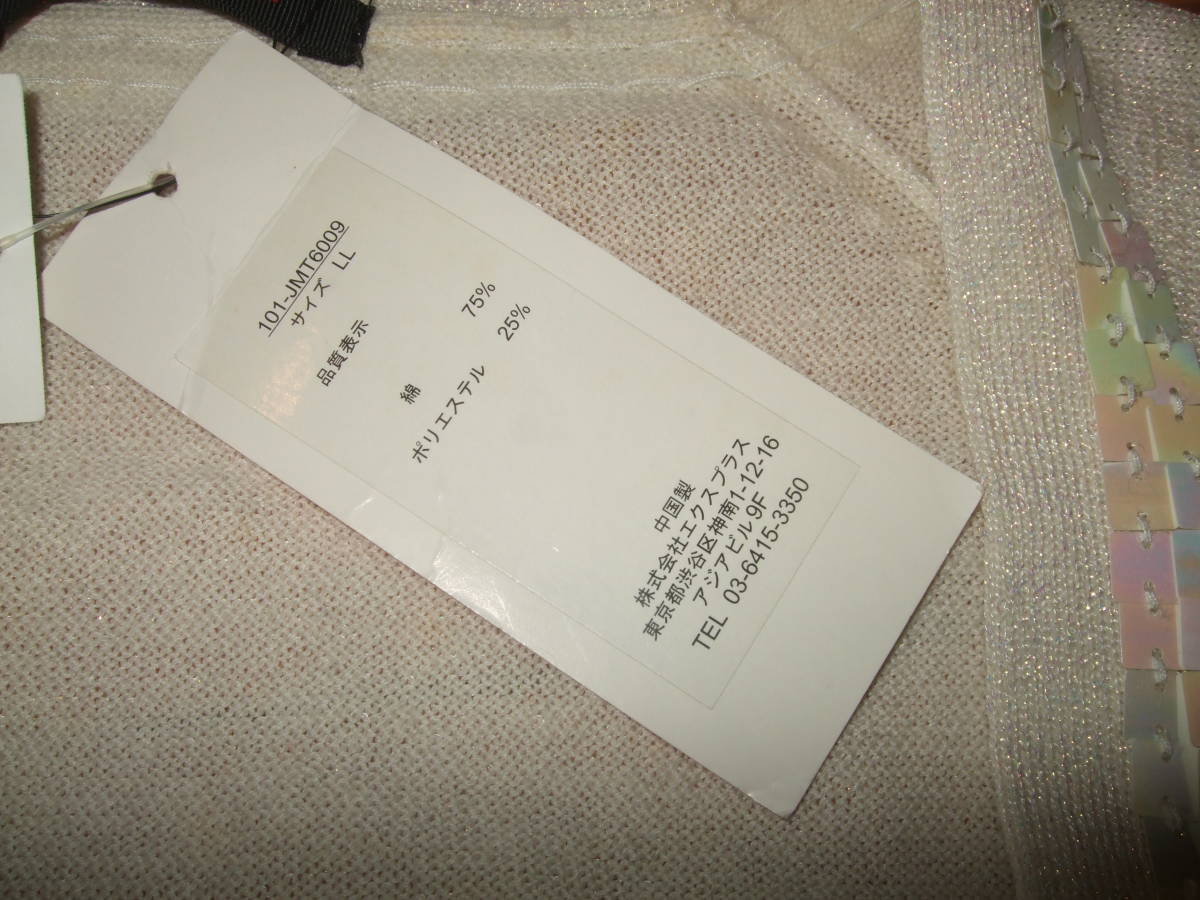 101-JMT6009
サイズ LL
品質表示
綿 75%
ポリエステル 25%
中国製
株式会社エクスプラス
東京都渋谷区神南1-12-16
アジアビル 9F
TEL 03-6415-3350